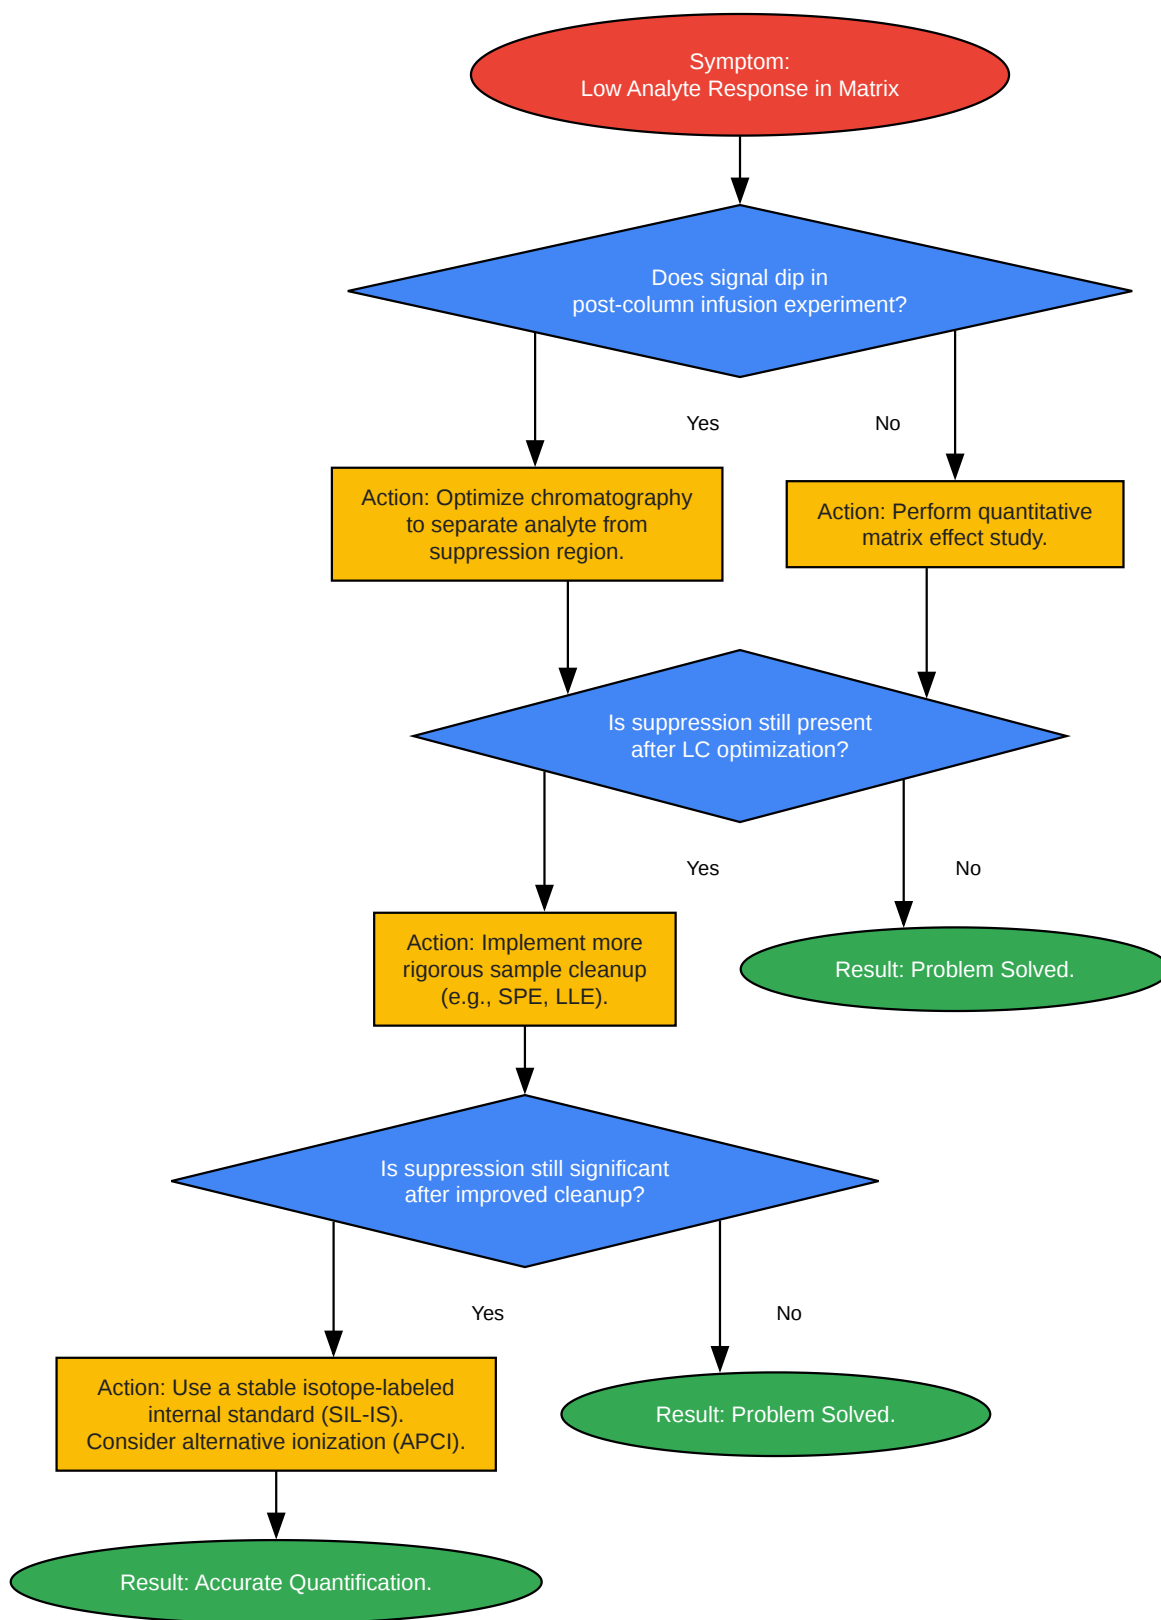 Symptom:
Low Analyte Response in Matrix
Does signal dip in
post-column infusion experiment?
Yes
No
Action: Optimize chromatography
to separate analyte from
suppression region.
Action: Perform quantitative
matrix effect study.
Is suppression still present
after LC optimization?
Yes
No
Action: Implement more
rigorous sample cleanup
(e.g., SPE, LLE).
Result: Problem Solved.
Is suppression still significant
after improved cleanup?
Yes
No
Action: Use a stable isotope-labeled
internal standard (SIL-IS).
Consider alternative ionization (APCI).
Result: Problem Solved.
Result: Accurate Quantification.